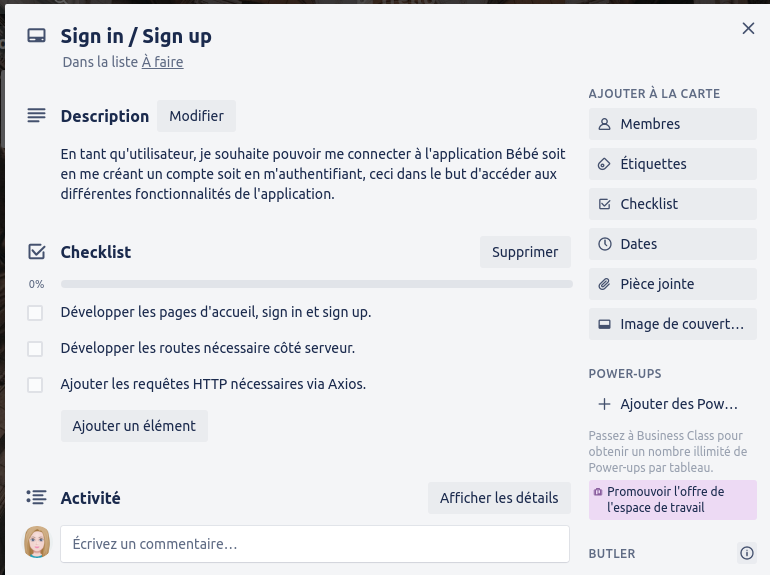 Sign in / Sign up
Dans la liste À faire
Description
Modifier
En tant qu'utilisateur, je souhaite pouvoir me connecter à l'application Bébé soit
en me créant un compte soit en m'authentifiant, ceci dans le but d'accéder aux
différentes fonctionnalités de l'application.
Checklist
Supprimer
0%
Développer les pages d'accueil, sign in et sign up.
Développer les routes nécessaire côté serveur.
Ajouter les requêtes HTTP nécessaires via Axios.
Ajouter un élément
Activité
Afficher les détails
Écrivez un commentaire…
AJOUTER À LA CARTE
Membres
Étiquettes
Checklist
Dates
Pièce jointe
Image de couvert…
POWER-UPS
Ajouter des Pow…
Passez à Business Class pour
obtenir un nombre illimité de
Power-ups par tableau.
Promouvoir l'offre de
l'espace de travail
BUTLER